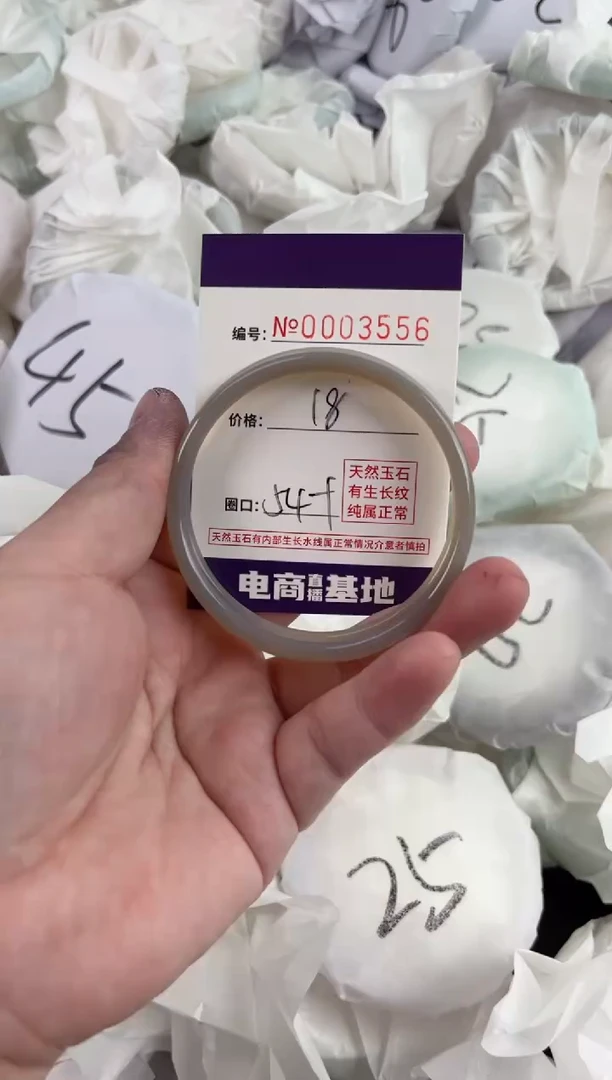 45
编号: №0003556
价格: 18
圈口: 54+
天然玉石
有生长纹
纯属正常
天然玉石有内部生长水线属正常情况介意者慎拍
电商直播基地
25